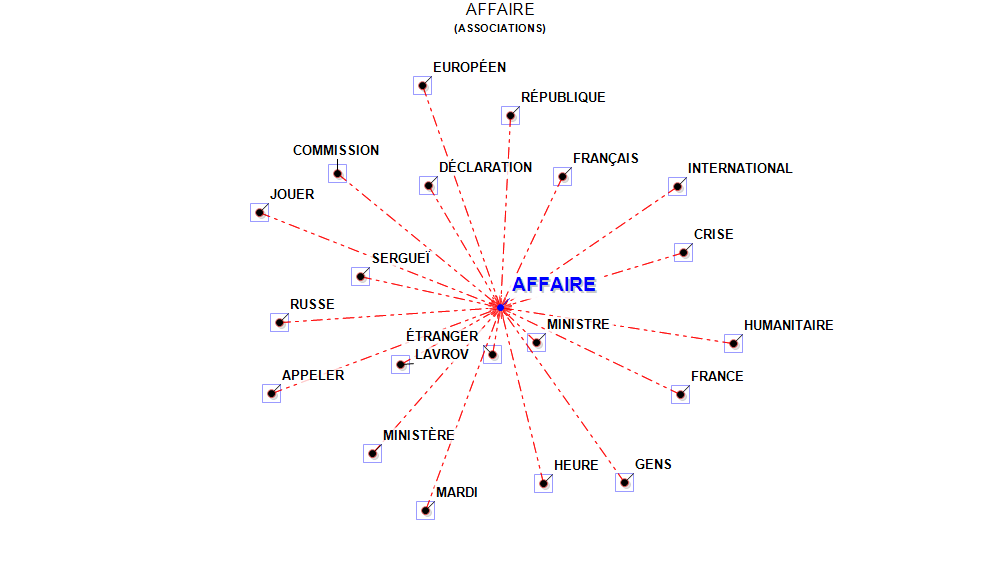 AFFAIRE
(ASSOCIATIONS)
EUROPÉEN
RÉPUBLIQUE
COMMISSION
DÉCLARATION
FRANÇAIS
INTERNATIONAL
JOUER
CRISE
SERGUEÏ
AFFAIRE
RUSSE
MINISTRE
HUMANITAIRE
ÉTRANGER
LAVROV
APPELER
FRANCE
MINISTÈRE
HEURE
GENS
MARDI